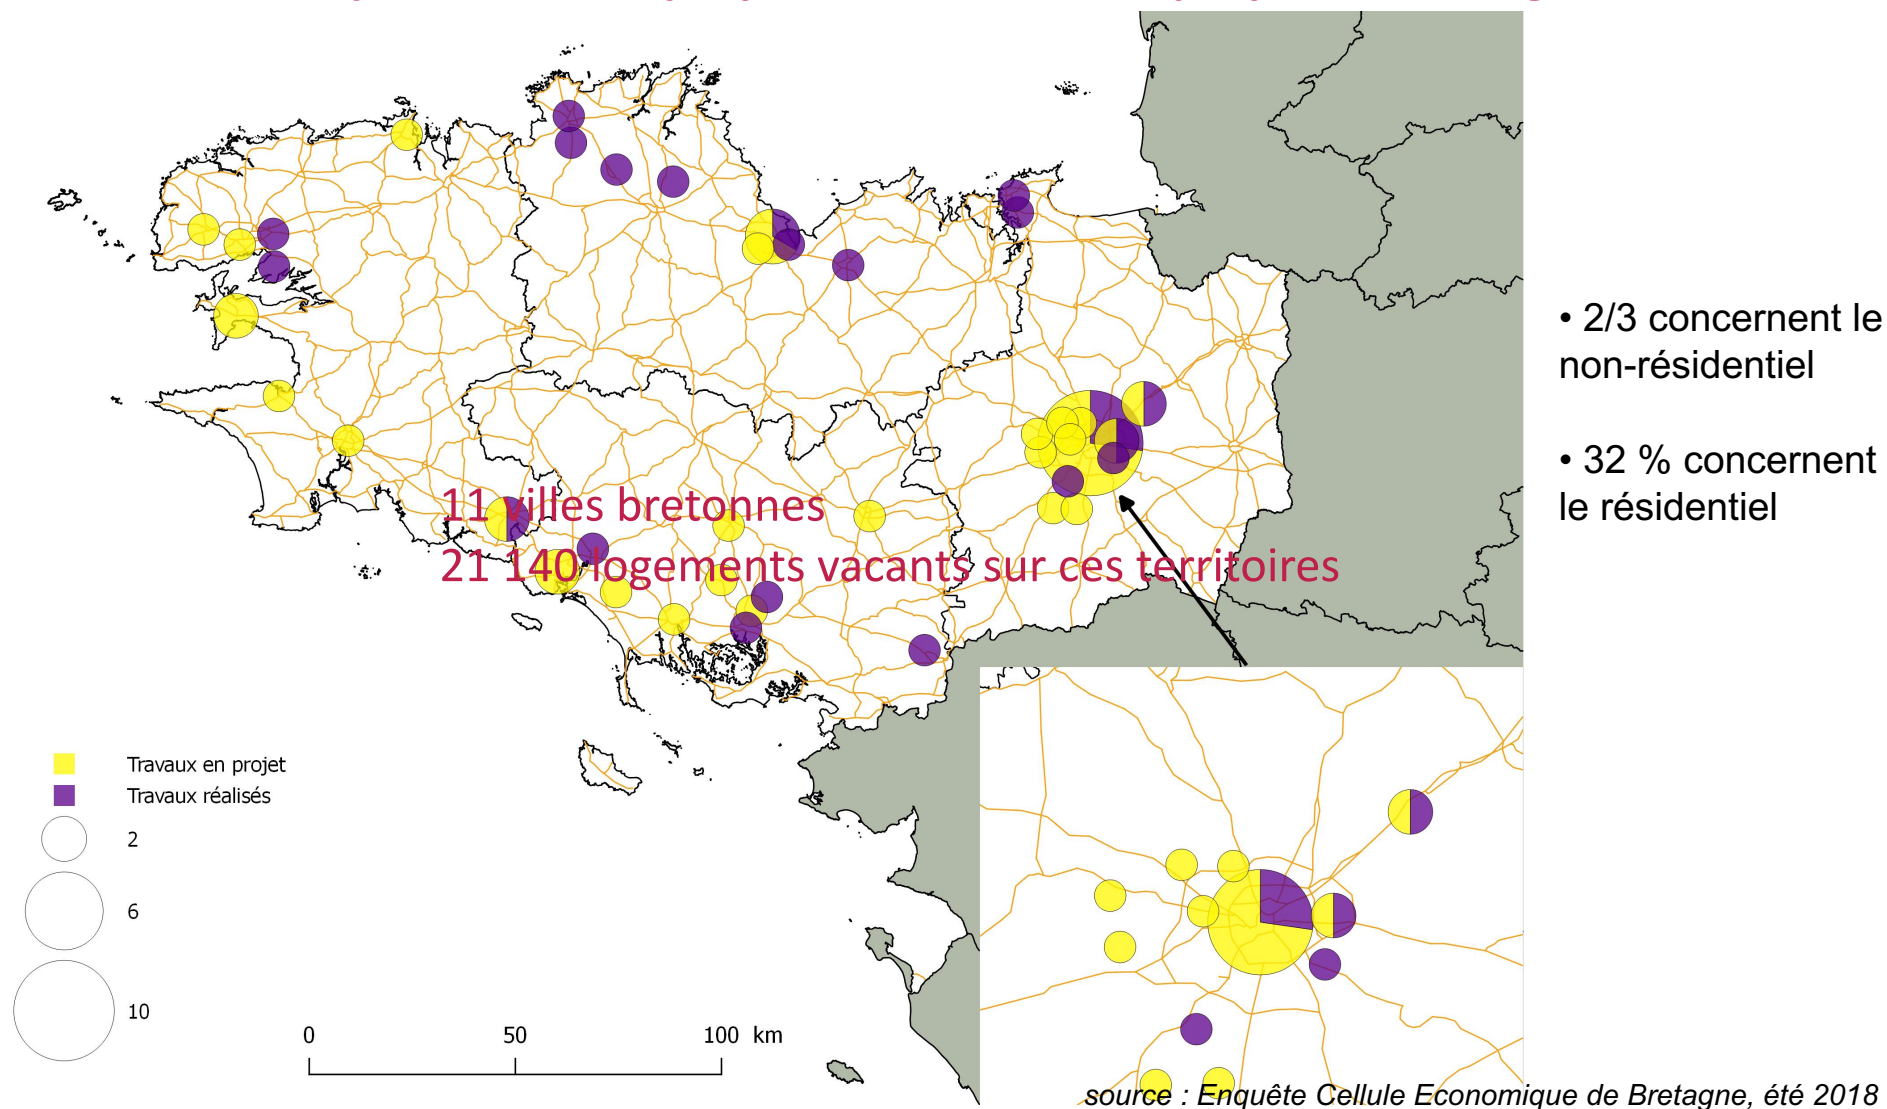 • 2/3 concernent le
non-résidentiel
• 32 % concernent
le résidentiel
11 villes bretonnes
21 140 logements vacants sur ces territoires
Travaux en projet
Travaux réalisés
2
6
10
0 50 100 km
source : Enquête Cellule Economique de Bretagne, été 2018